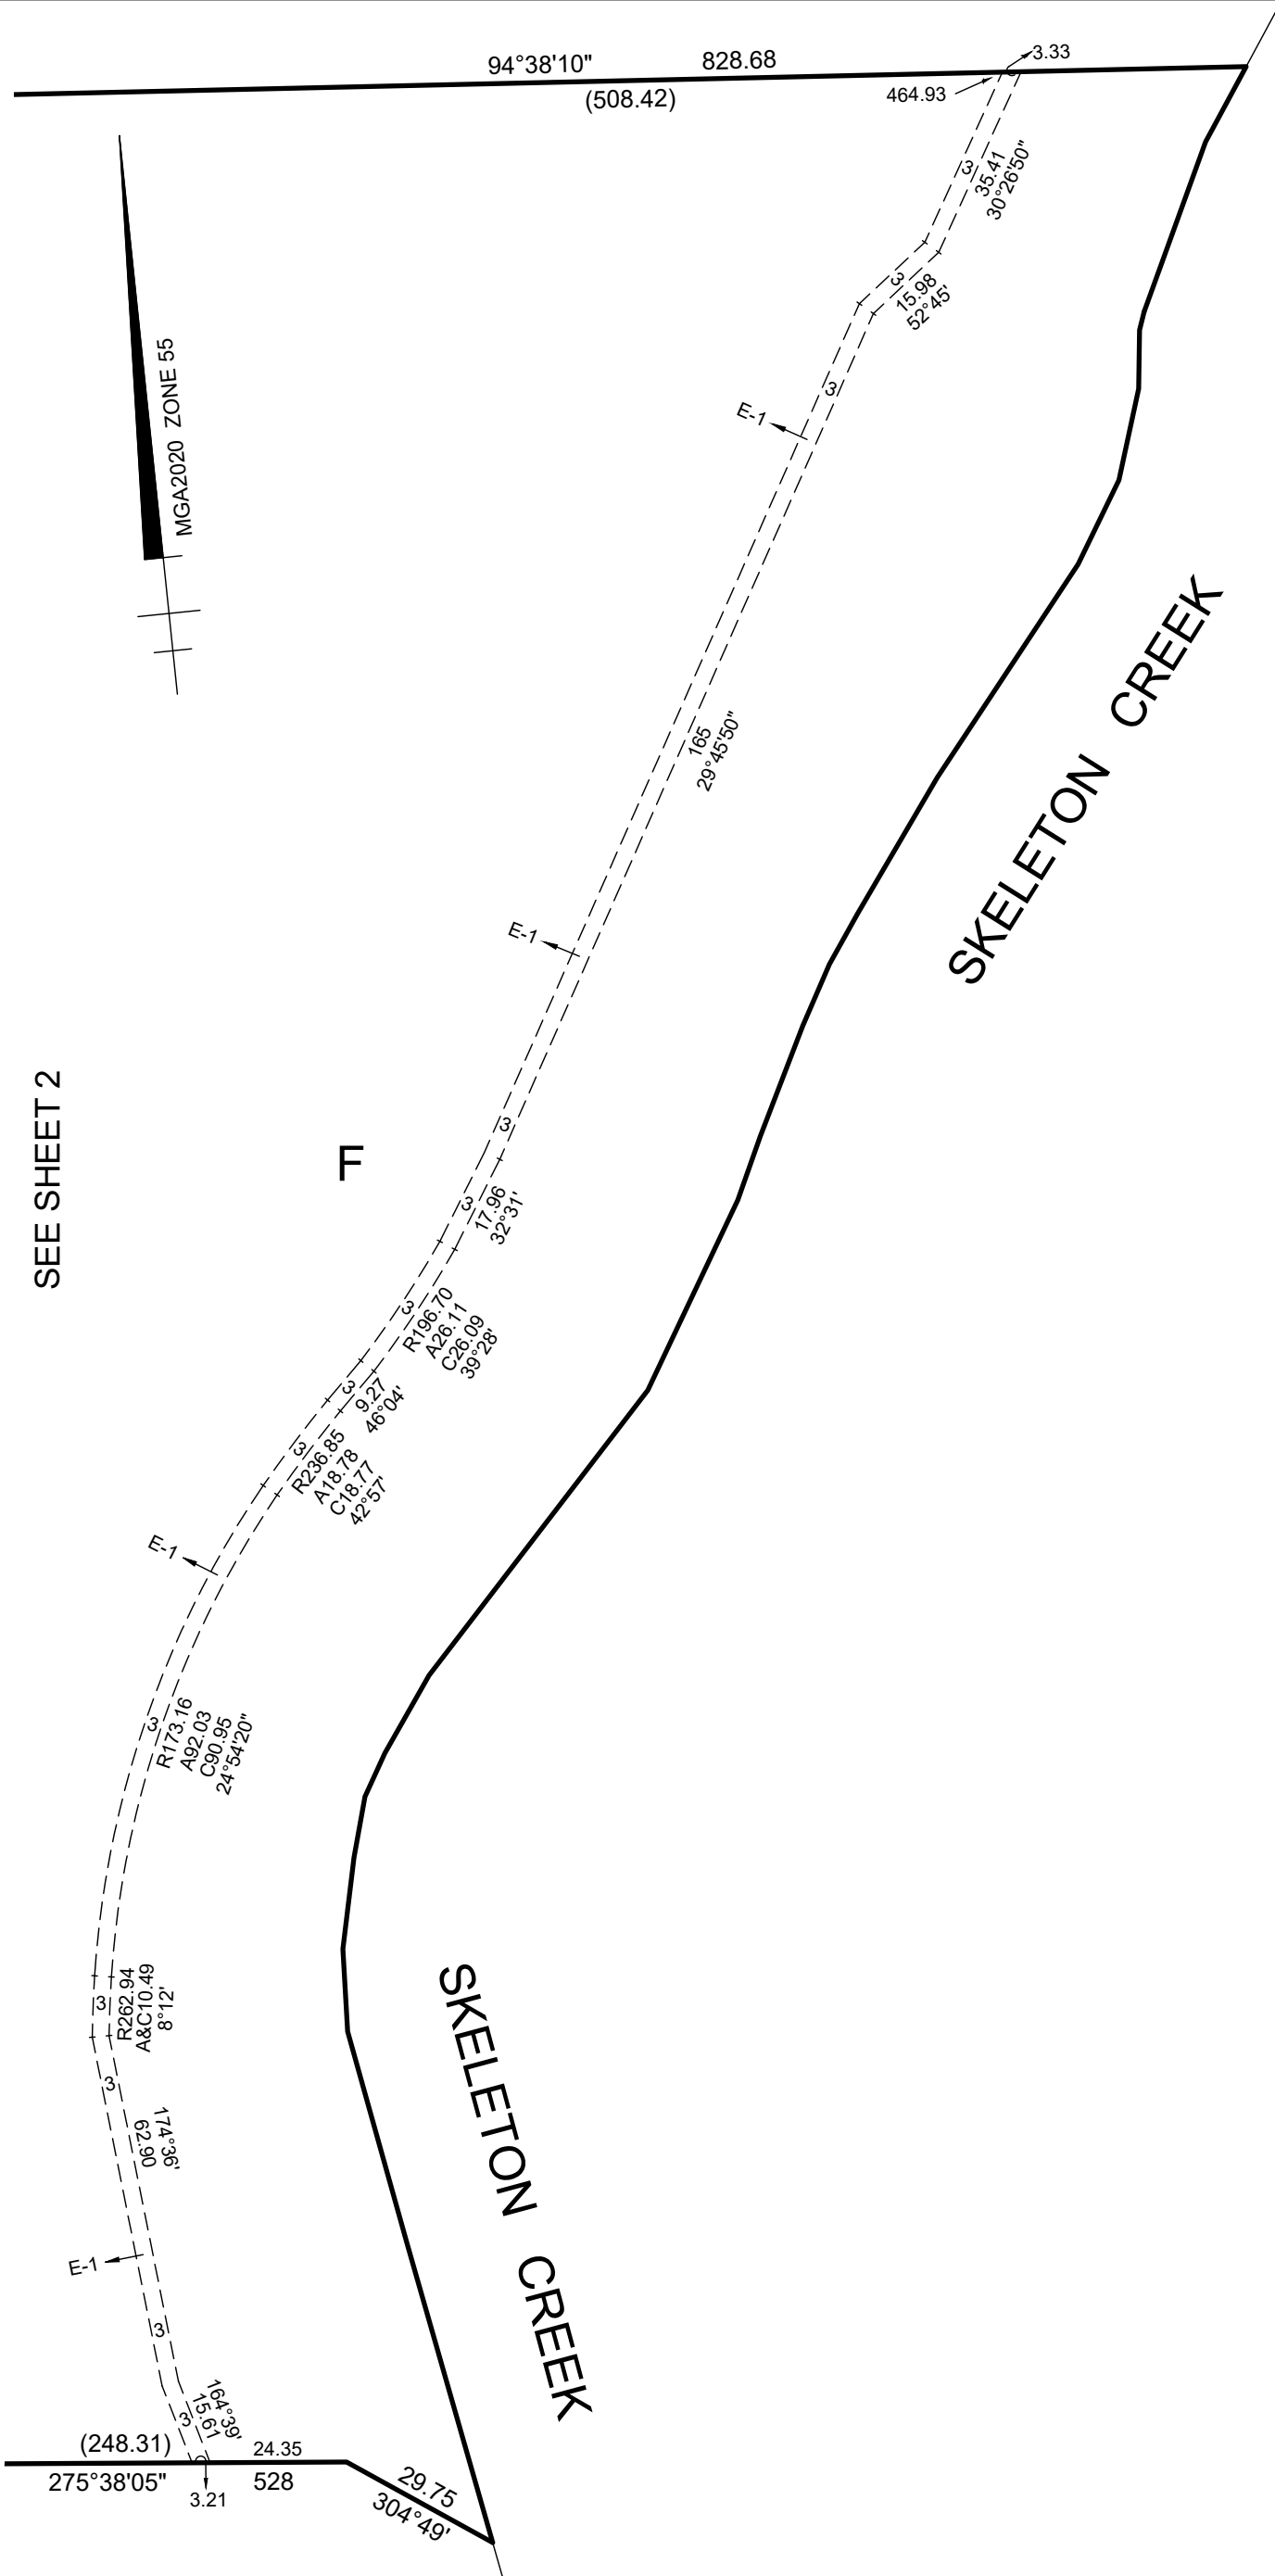 94°38'10" 828.68
3.33
(508.42)
464.93
3
35.41
30°26'50"
3
15.98
52°45'
MGA2020 ZONE 55
3
E-1
165
29°45'50"
SKELETON CREEK
E-1
SEE SHEET 2
F
3
3
17.96
32°31'
3
R196.70
A26.11
C26.09
39°28'
3
9.27
46°04'
3
R236.85
A18.78
C18.77
42°57'
E-1
3
R173.16
A92.03
C90.95
24°54'20"
3
R262.94
A&C10.49
8°12'
3
174°36'
62.90
SKELETON CREEK
E-1
3
164°39'
15.61
3
(248.31)
24.35
275°38'05"
528
3.21
29.75
304°49'